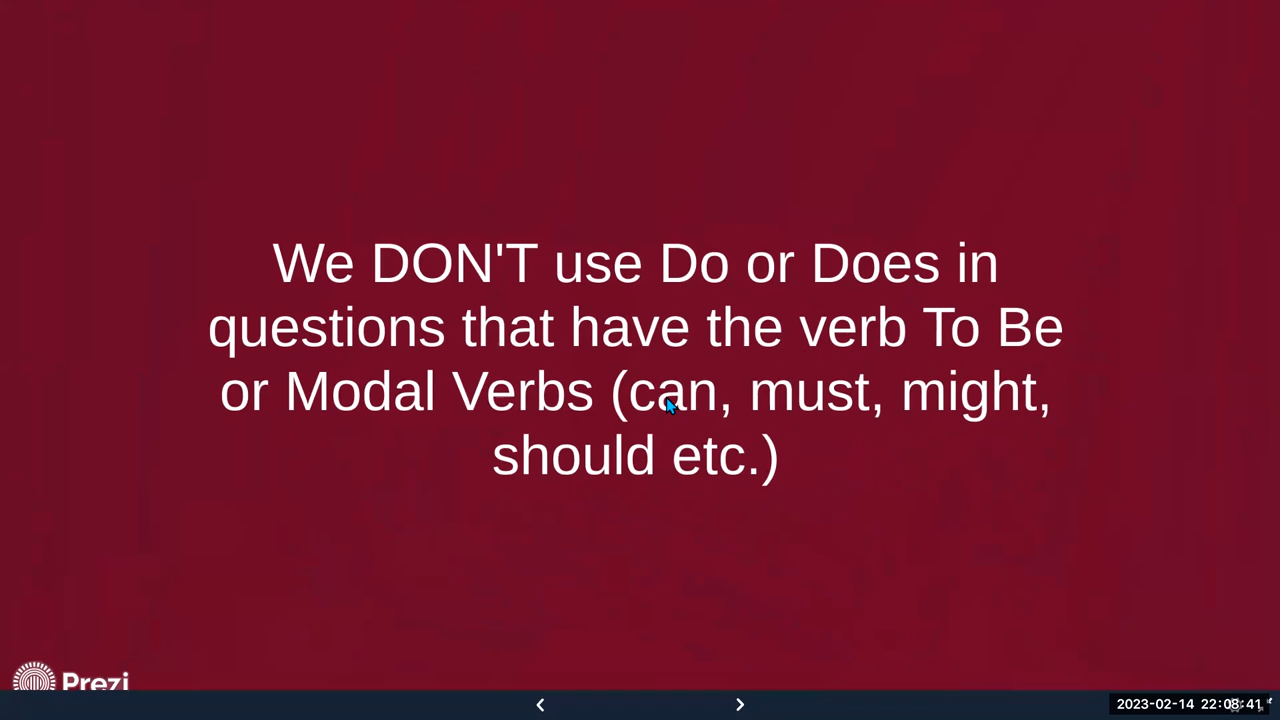 We DON'T use Do or Does in
questions that have the verb To Be
or Modal Verbs (can, must, might,
should etc.)
Prezi
2023-02-14 22:08:41